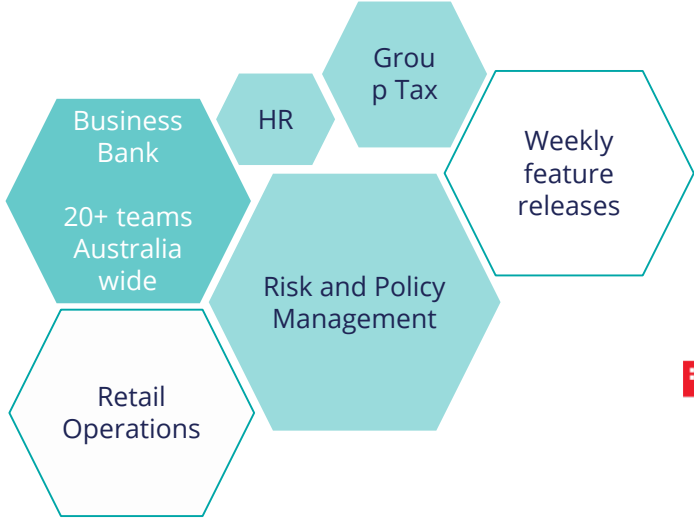 Grou
p Tax
HR
Business
Bank
20+ teams
Australia
wide
Weekly
feature
releases
Risk and Policy
Management
Retail
Operations